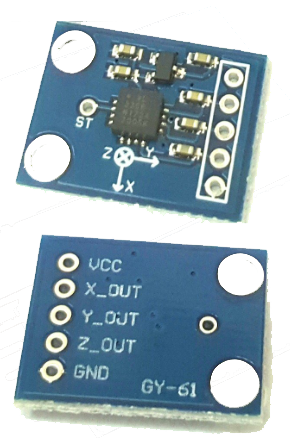 ST
Z
Y
X
VCC
X_OUT
Y_OUT
Z_OUT
GND
GY-61